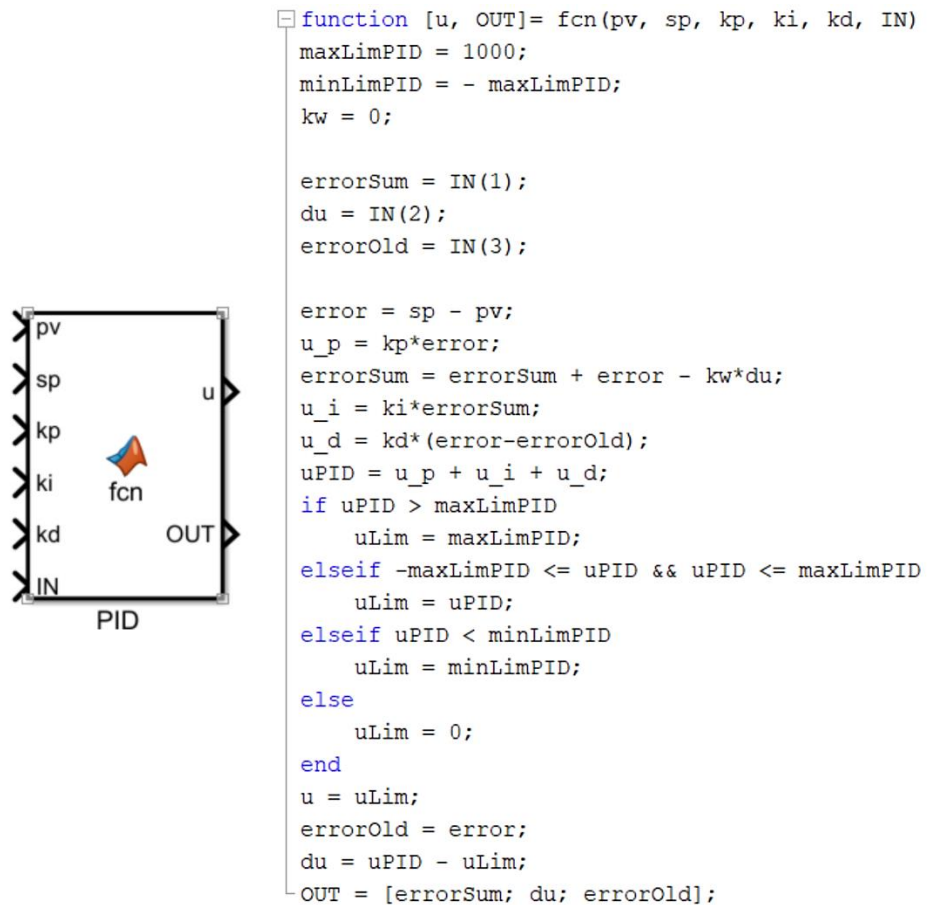 pv
sp
kp
ki
kd
IN
fcn
u
OUT
PID
function [u, OUT]= fcn(pv, sp, kp, ki, kd, IN)
maxLimPID = 1000;
minLimPID = - maxLimPID;
kw = 0;
errorSum = IN(1);
du = IN(2);
errorOld = IN(3);
error = sp - pv;
u_p = kp*error;
errorSum = errorSum + error - kw*du;
u_i = ki*errorSum;
u_d = kd*(error-errorOld);
uPID = u_p + u_i + u_d;
if uPID > maxLimPID
    uLim = maxLimPID;
elseif -maxLimPID <= uPID && uPID <= maxLimPID
    uLim = uPID;
elseif uPID < minLimPID
    uLim = minLimPID;
else
    uLim = 0;
end
u = uLim;
errorOld = error;
du = uPID - uLim;
OUT = [errorSum; du; errorOld];